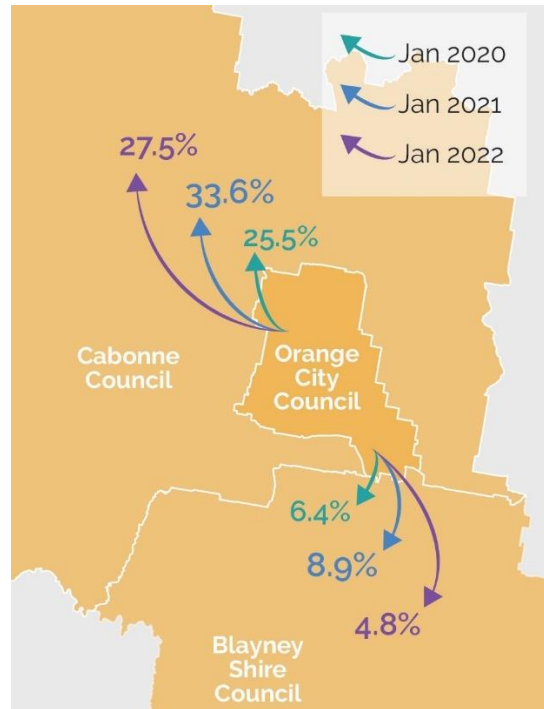 Jan 2020
Jan 2021
Jan 2022
27.5%
33.6%
25.5%
Cabonne
Council
Orange
City
Council
6.4%
8.9%
4.8%
Blayney
Shire
Council